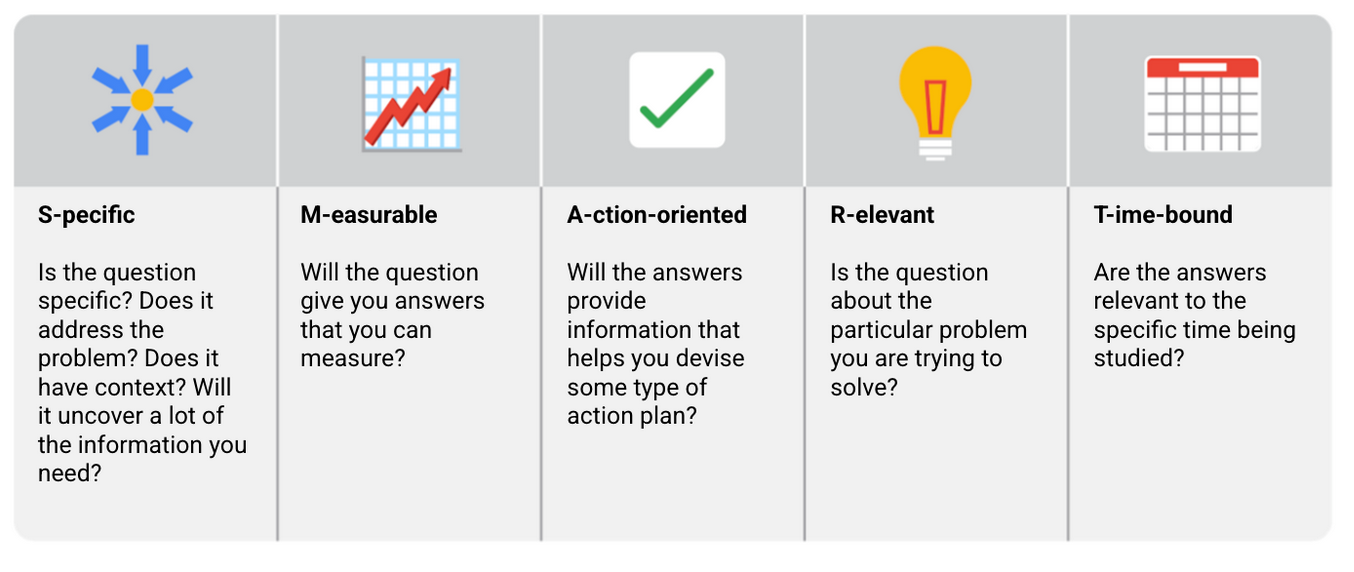 S-pecific
Is the question
specific? Does it
address the
problem? Does it
have context? Will
it uncover a lot of
the information you
need?
M-easurable
Will the question
give you answers
that you can
measure?
A-ction-oriented
Will the answers
provide
information that
helps you devise
some type of
action plan?
R-elevant
Is the question
about the
particular problem
you are trying to
solve?
T-ime-bound
Are the answers
relevant to the
specific time being
studied?